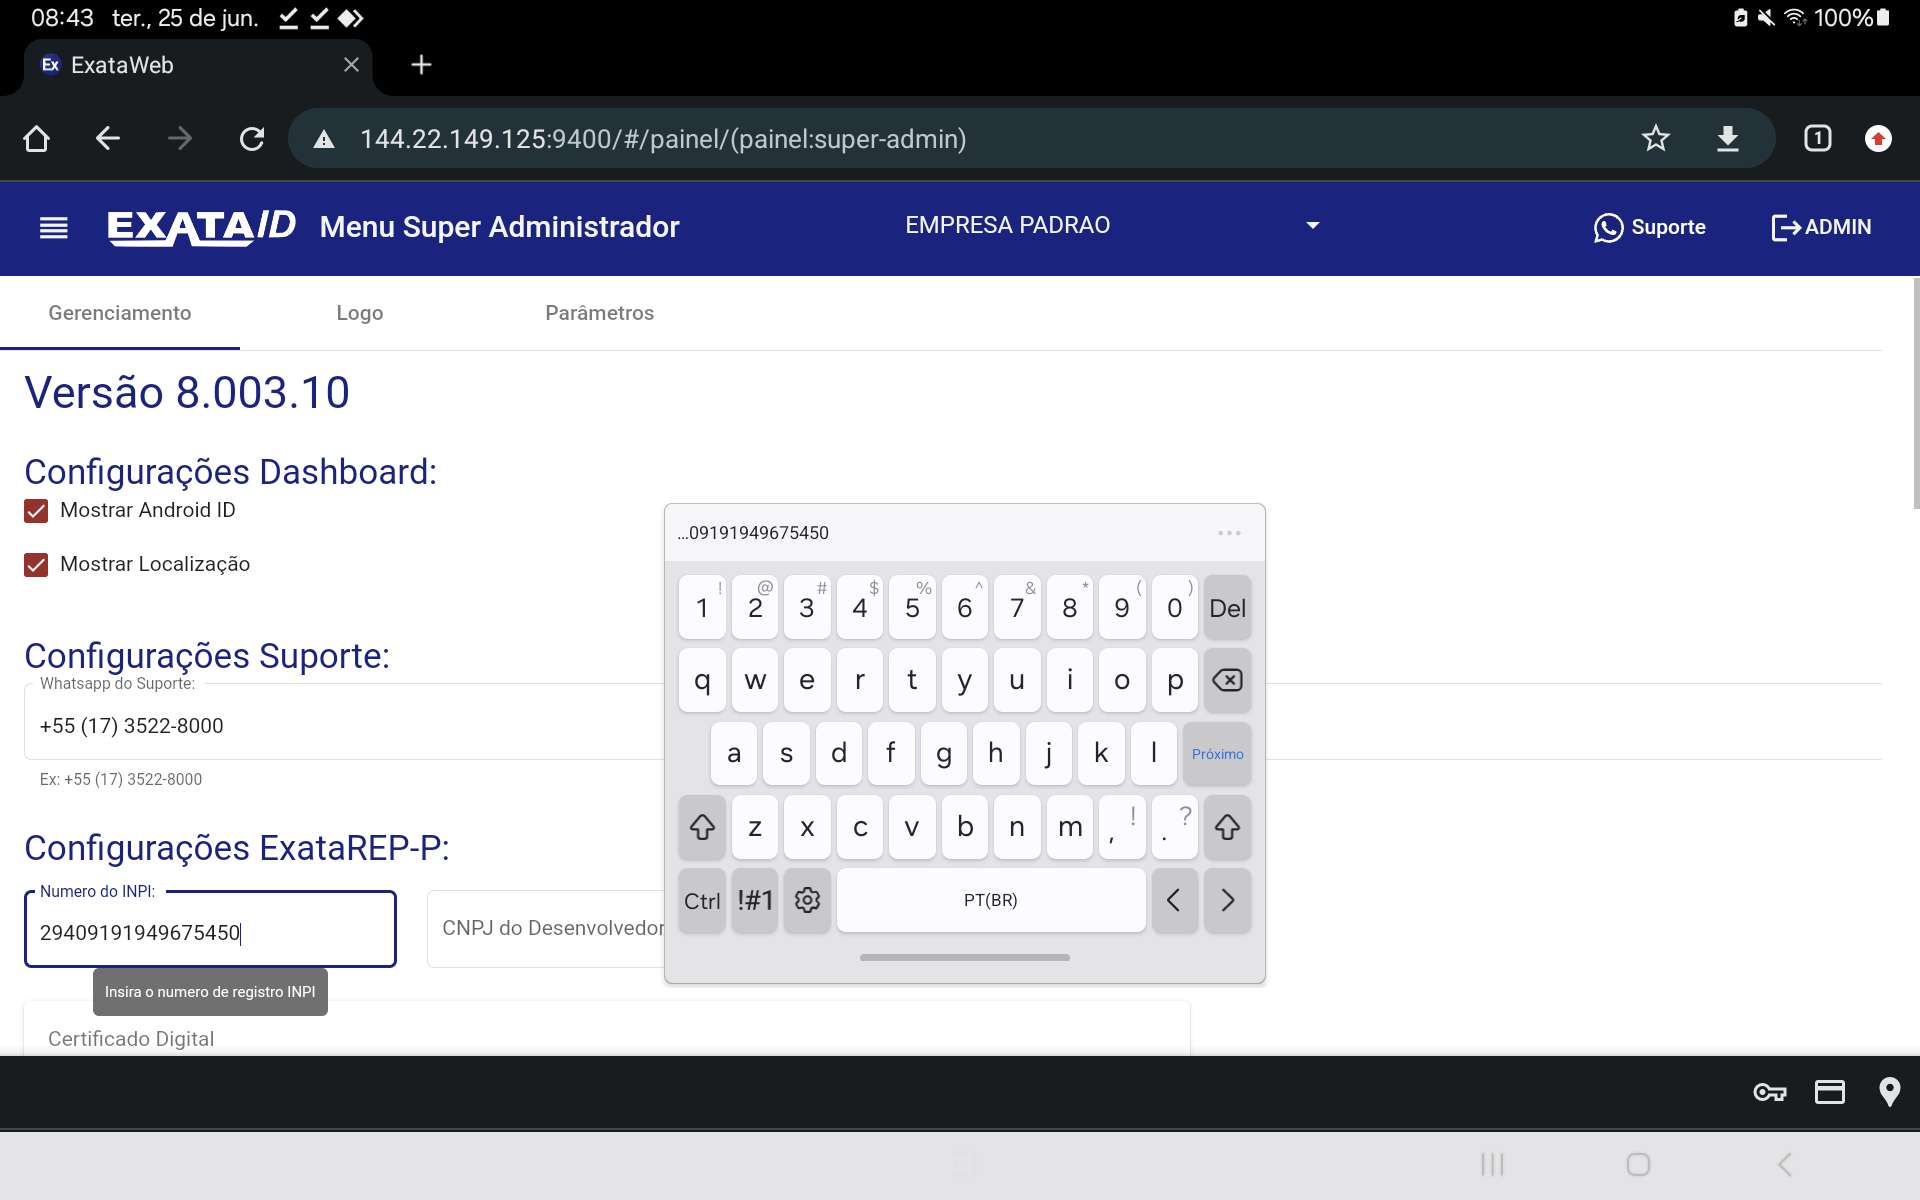 08:43 ter., 25 de jun.
100%
Ex ExataWeb
144.22.149.125:9400/#/painel/(painel:super-admin)
1
EXATA/ID Menu Super Administrador
EMPRESA PADRAO
Suporte
ADMIN
Gerenciamento
Logo
Parâmetros
Versão 8.003.10
Configurações Dashboard:
Mostrar Android ID
Mostrar Localização
Configurações Suporte:
Whatsapp do Suporte:
+55 (17) 3522-8000
Ex: +55 (17) 3522-8000
Configurações ExataREP-P:
Numero do INPI:
29409191949675450
CNPJ do Desenvolvedor
Insira o numero de registro INPI
Certificado Digital
...09191949675450
! @ # $ % ^ & * ( )
1 2 3 4 5 6 7 8 9 0 Del
q w e r t y u i o p
a s d f g h j k l Próximo
z x c v b n m , ! . ?
Ctrl !#1 PT(BR) < >